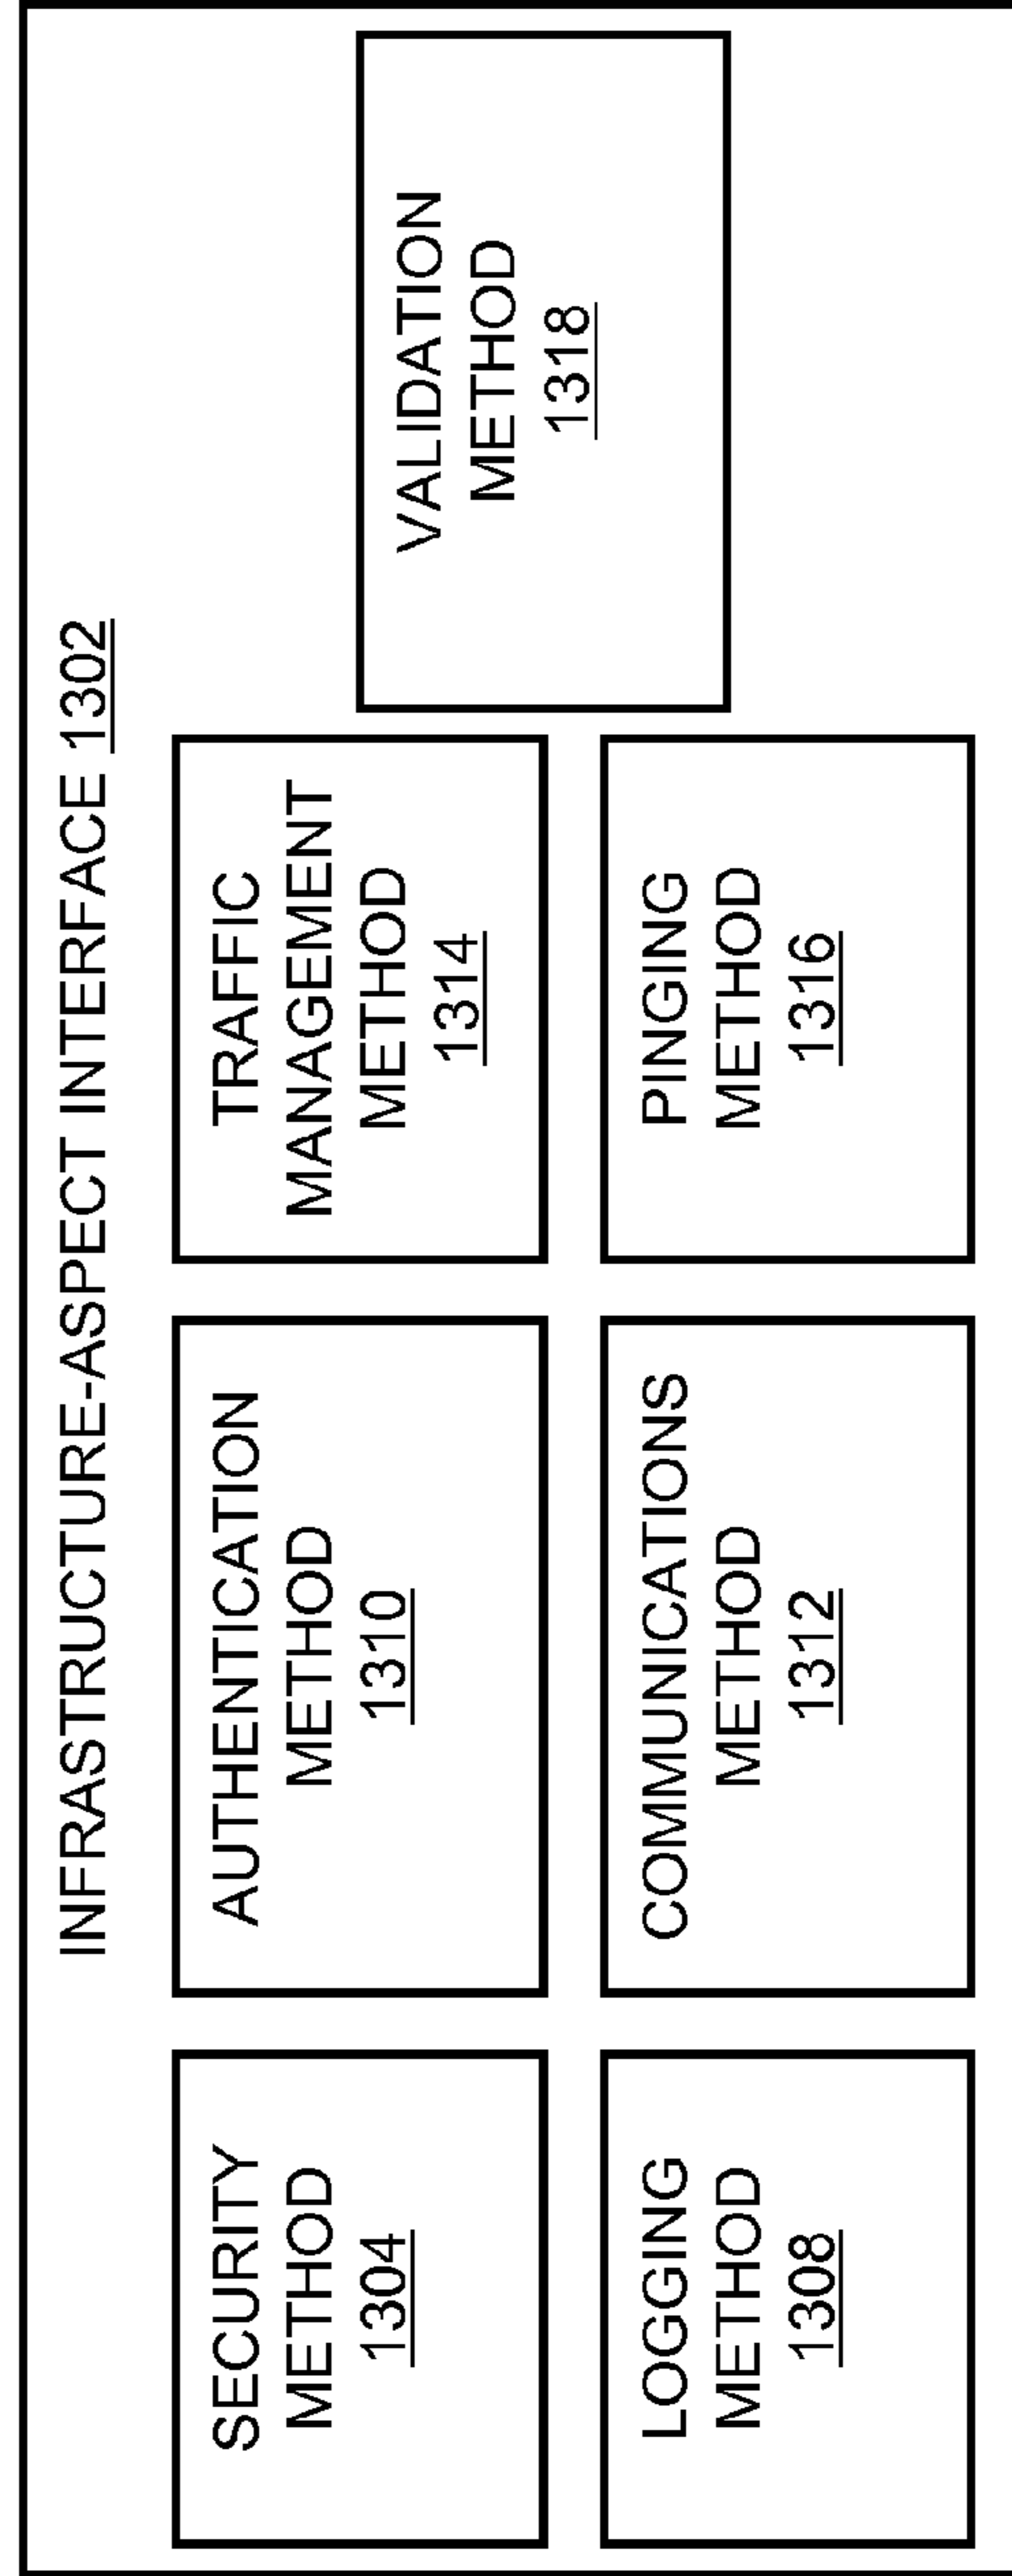 INFRASTRUCTURE-ASPECT INTERFACE 1302
SECURITY
METHOD
1304
AUTHENTICATION
METHOD
1310
TRAFFIC
MANAGEMENT
METHOD
1314
VALIDATION
METHOD
1318
LOGGING
METHOD
1308
COMMUNICATIONS
METHOD
1312
PINGING
METHOD
1316